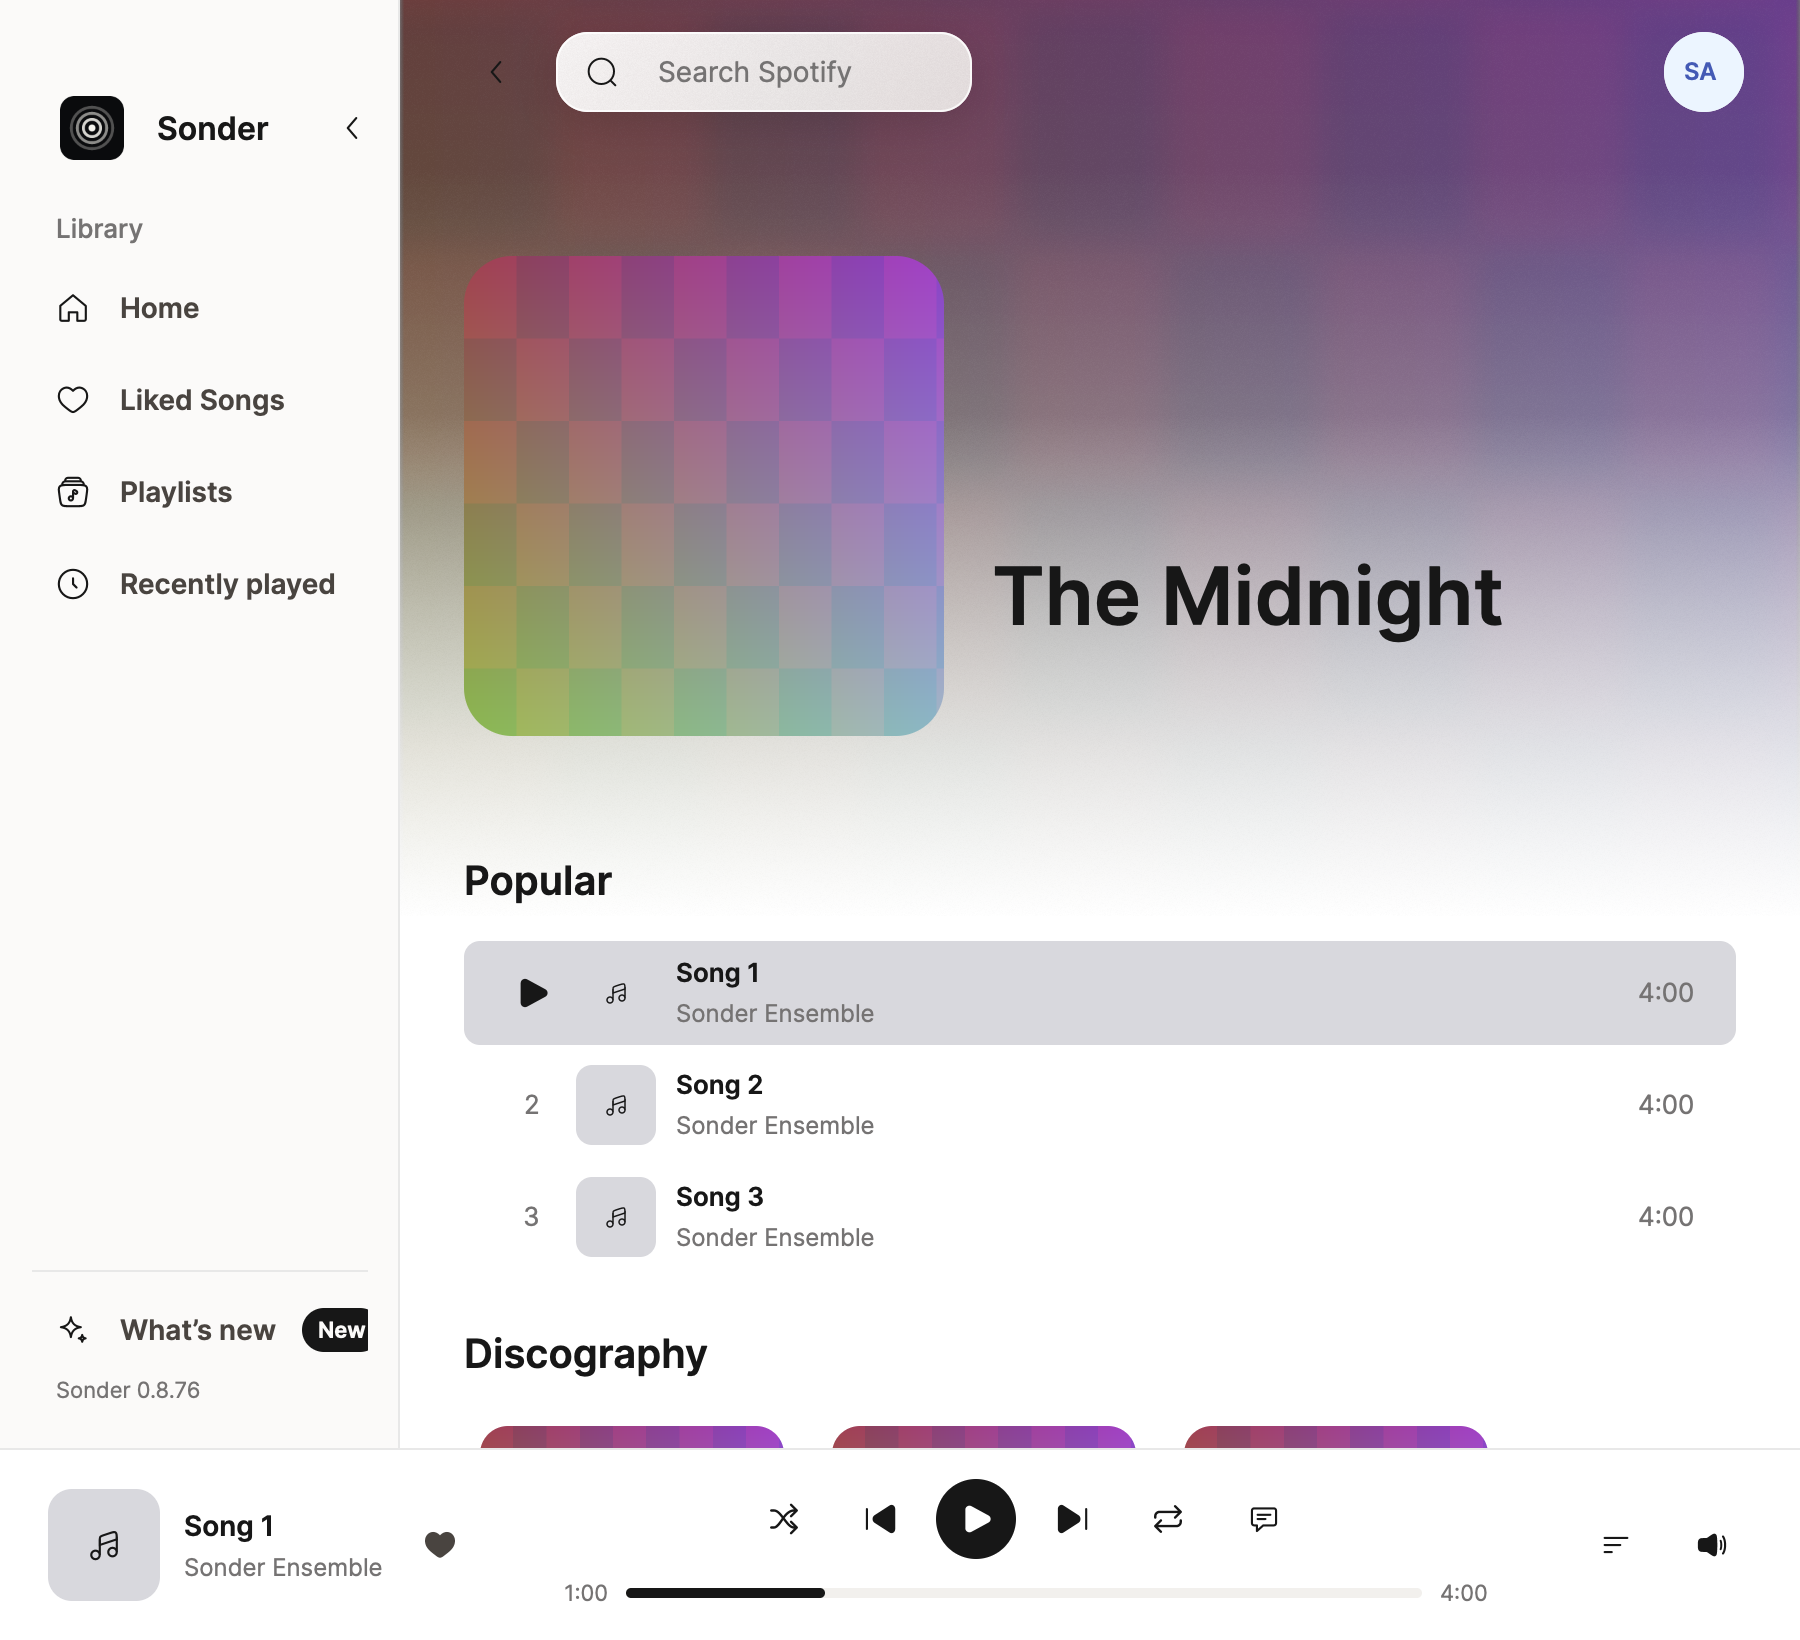 Sonder
Library
Home
Liked Songs
Playlists
Recently played
What’s new
New
Sonder 0.8.76
Search Spotify
SA
The Midnight
Popular
Song 1
Sonder Ensemble
4:00
2
Song 2
Sonder Ensemble
4:00
3
Song 3
Sonder Ensemble
4:00
Discography
Song 1
Sonder Ensemble
1:00
4:00